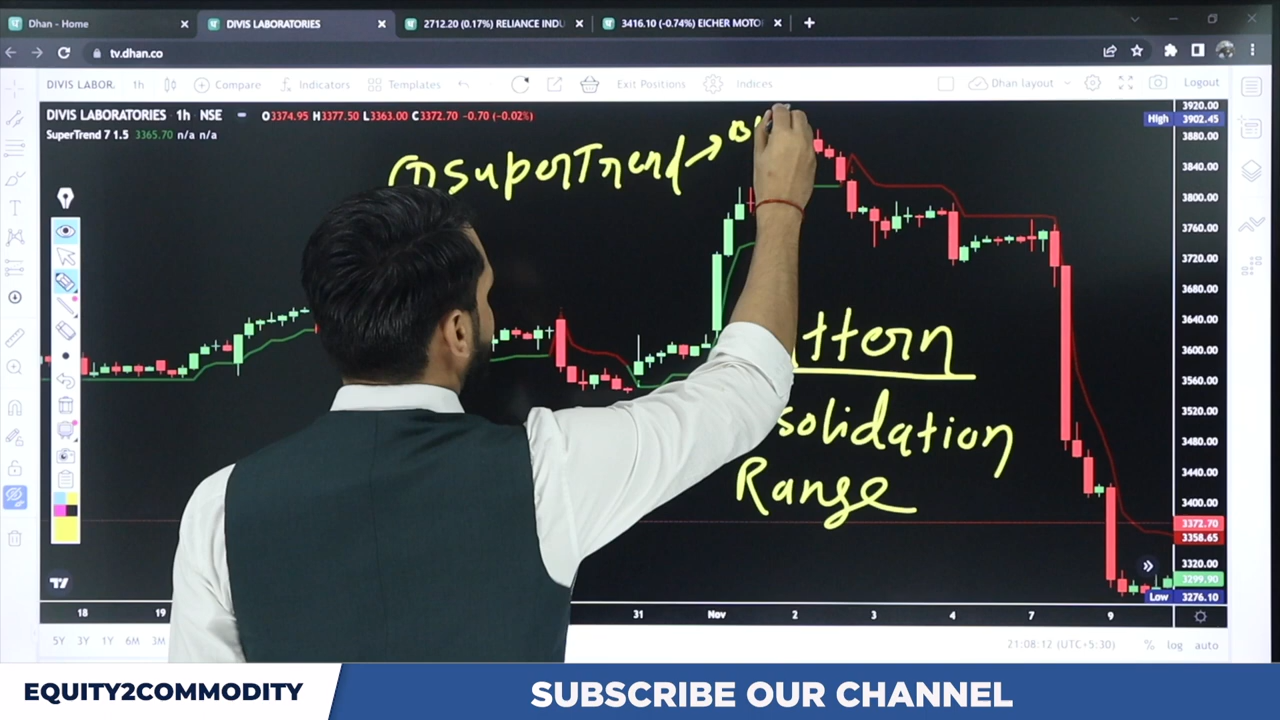 Dhan - Home
DIVIS LABORATORIES
2712.20 (0.17%) RELIANCE INDU
3416.10 (-0.74%) EICHER MOTO
tv.dhan.co
DIVIS LABOR. 1h Compare Indicators Templates Exit Positions Indices Dhan layout Logout
DIVIS LABORATORIES 1h NSE O3374.95 H3377.50 L3363.00 C3372.70 -0.70 (-0.02%)
SuperTrend 7 1.5 3365.70 n/a n/a
① SuperTrend →
ttern
solidation
Range
3920.00
High 3902.45
3880.00
3840.00
3800.00
3760.00
3720.00
3680.00
3640.00
3600.00
3560.00
3520.00
3480.00
3440.00
3400.00
3372.70
3358.65
3320.00
3299.90
Low 3276.10
18 19 31 Nov 2 3 4 7 9
5Y 3Y 1Y 6M 3M 21:08:12 (UTC+5:30) % log auto
EQUITY2COMMODITY
SUBSCRIBE OUR CHANNEL